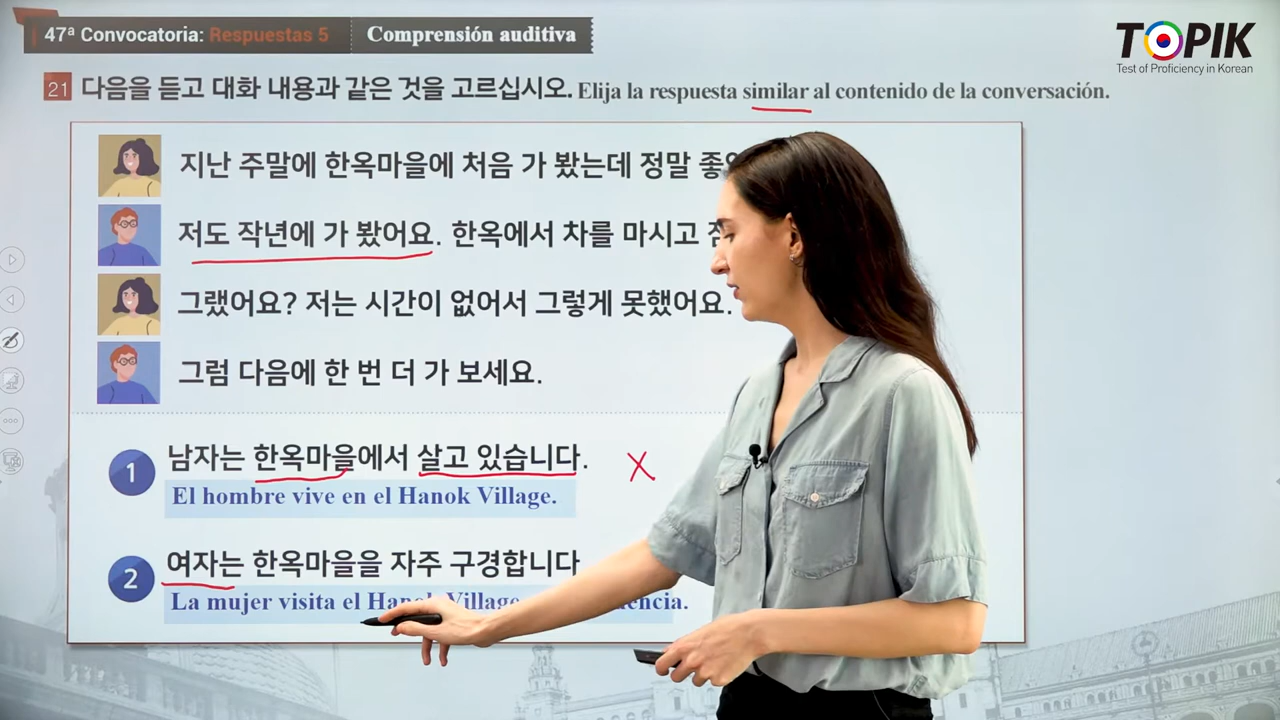 47ª Convocatoria: Respuestas 5 Comprensión auditiva
TOPIK
Test of Proficiency in Korean
21 다음을 듣고 대화 내용과 같은 것을 고르십시오. Elija la respuesta similar al contenido de la conversación.
지난 주말에 한옥마을에 처음 가 봤는데 정말
저도 작년에 가 봤어요. 한옥에서 차를 마시고
그랬어요? 저는 시간이 없어서 그렇게 못했어요.
그럼 다음에 한 번 더 가 보세요.
1 남자는 한옥마을에서 살고 있습니다. X
El hombre vive en el Hanok Village.
2 여자는 한옥마을을 자주 구경합니다
La mujer visita el Village